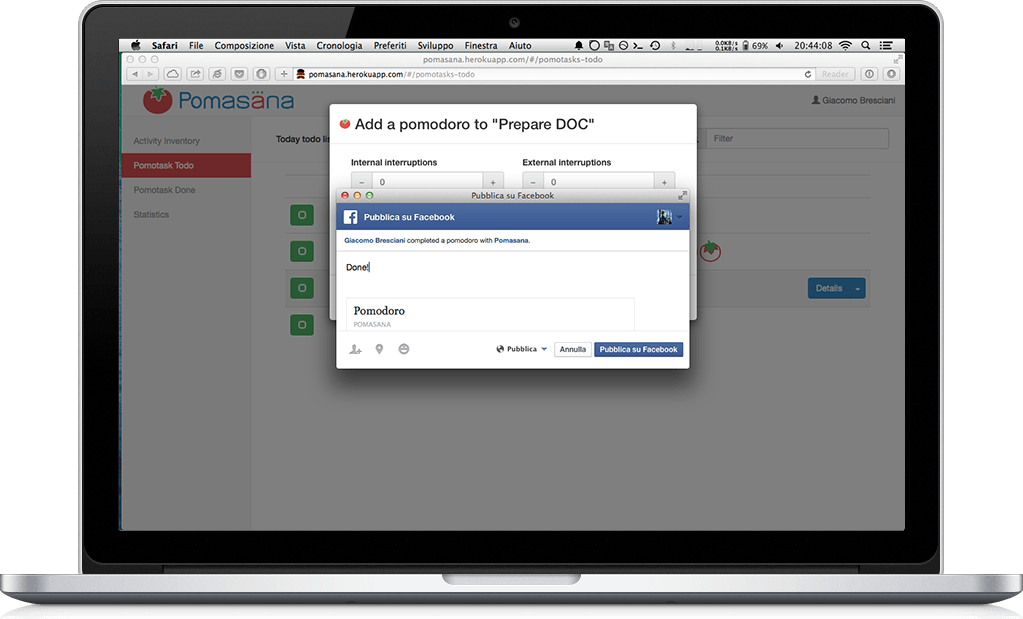 Safari File Composizione Vista Cronologia Preferiti Sviluppo Finestra Aiuto 0.0KB/s 0.1KB/s 69% 20:44:08
pomasana.herokuapp.com/#/pomotasks-todo
pomasana.herokuapp.com/#/pomotasks-todo Reader
Pomasäna Giacomo Bresciani
Add a pomodoro to "Prepare DOC"
Activity Inventory
Today todo lis
Filter
Pomotask Todo
Pomotask Done
Statistics
Internal interruptions External interruptions
− 0 + − 0 +
Pubblica su Facebook
Pubblica su Facebook
Giacomo Bresciani completed a pomodoro with Pomasana.
Done!
Details
Pomodoro
POMASANA
Pubblica Annulla Pubblica su Facebook